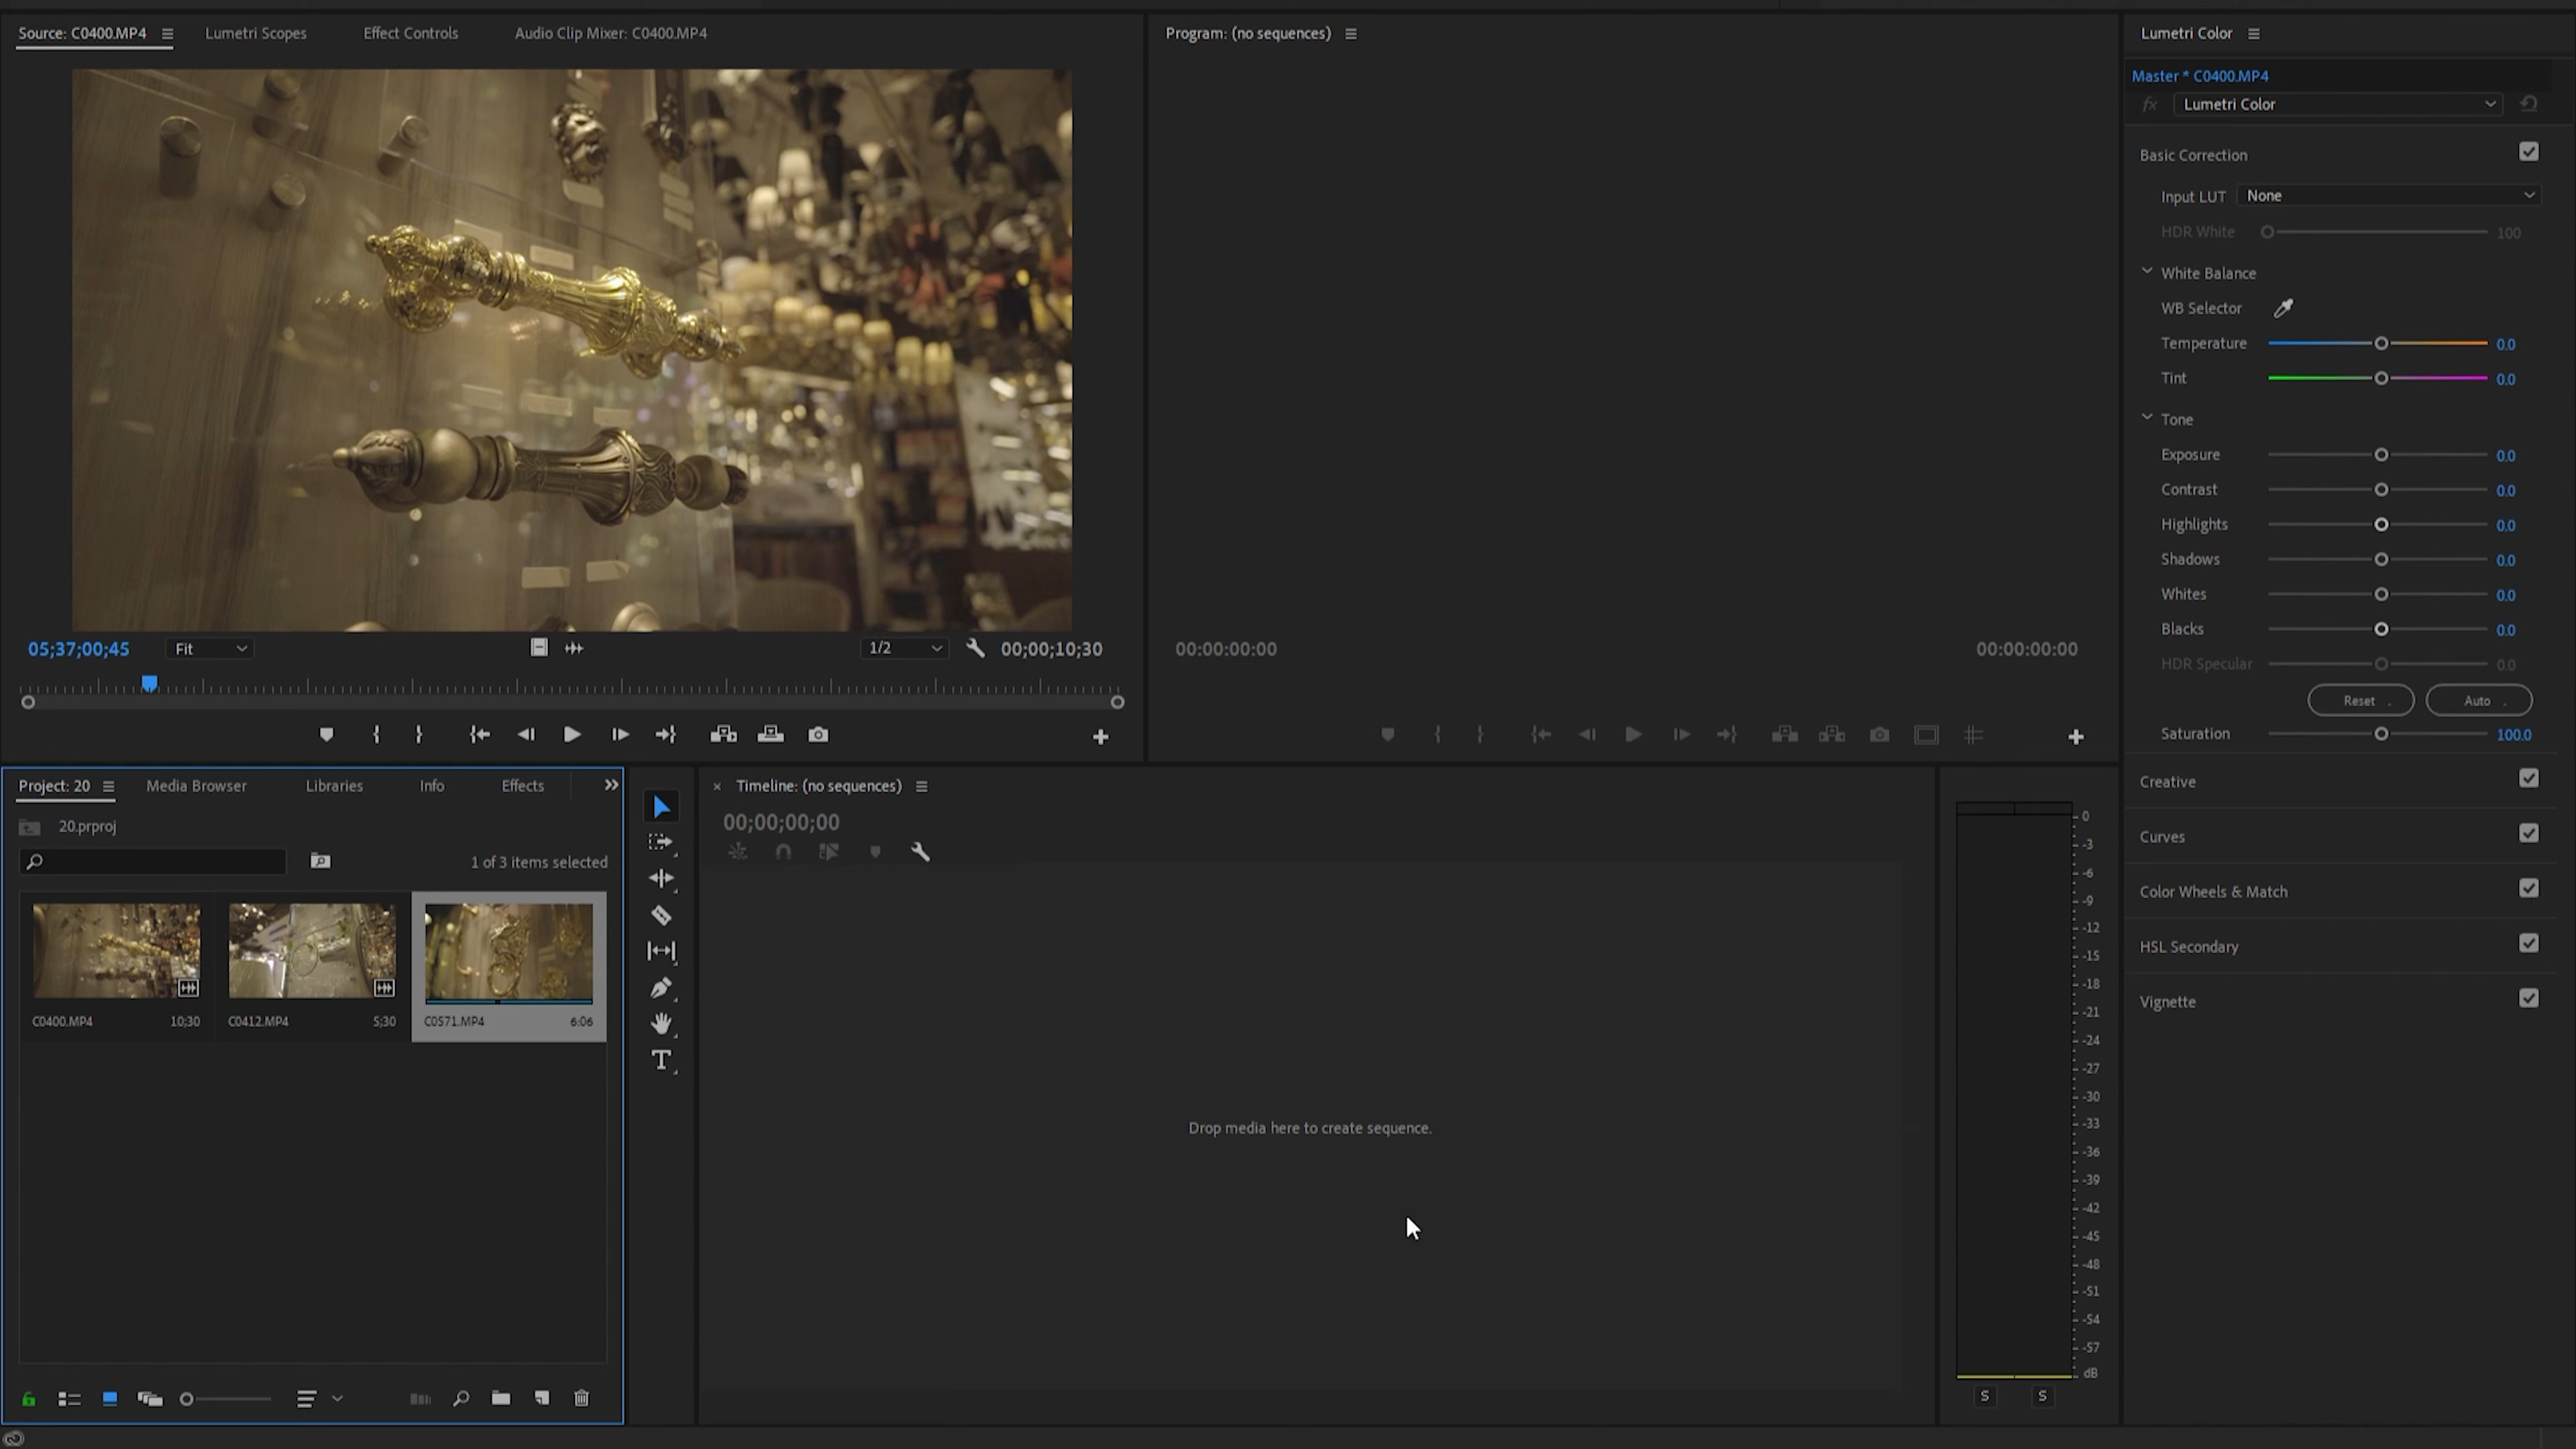 Source: C0400.MP4
Lumetri Scopes
Effect Controls
Audio Clip Mixer: C0400.MP4
Program: (no sequences)
Lumetri Color
Master * C0400.MP4
fx Lumetri Color
Basic Correction
Input LUT None
HDR White 100
White Balance
WB Selector
Temperature 0.0
Tint 0.0
Tone
Exposure 0.0
Contrast 0.0
Highlights 0.0
Shadows 0.0
Whites 0.0
Blacks 0.0
HDR Specular 0.0
Reset Auto
Saturation 100.0
Creative
Curves
Color Wheels & Match
HSL Secondary
Vignette
05;37;00;45
Fit
1/2
00;00;10;30
00:00:00:00
00:00:00:00
Project: 20
Media Browser
Libraries
Info
Effects
20.prproj
1 of 3 items selected
C0400.MP4 10;30
C0412.MP4 5;30
C0571.MP4 6:06
Timeline: (no sequences)
00;00;00;00
Drop media here to create sequence.
T
0
-3
-6
-9
-12
-15
-18
-21
-24
-27
-30
-33
-36
-39
-42
-45
-48
-51
-54
-57
dB
S S